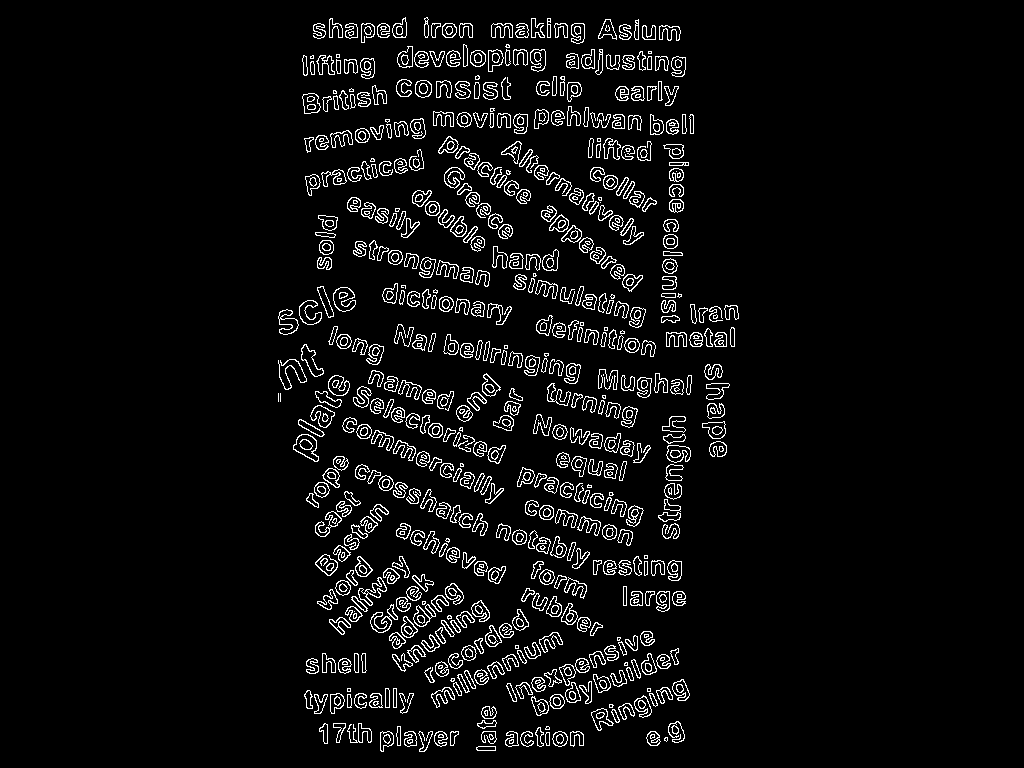 shaped iron making Asium
lifting developing adjusting
British consist clip early
removing moving pehlwan bell
practiced practice Alternatively lifted piece
Greece collar
easily double appeared
sold strongman hand colonist
scle dictionary simulating Iran
long Nal bellringing definition metal
nt named end bar turning Mughal shape
plate Selectorized Nowaday
commercially equal strength
rope crosshatch practicing
cast notably common
Bastan achieved resting
word halfway form large
Greek adding rubber
knurling recorded
shell millennium Inexpensive
typically bodybuilder
Ringing
17th player late action e.g